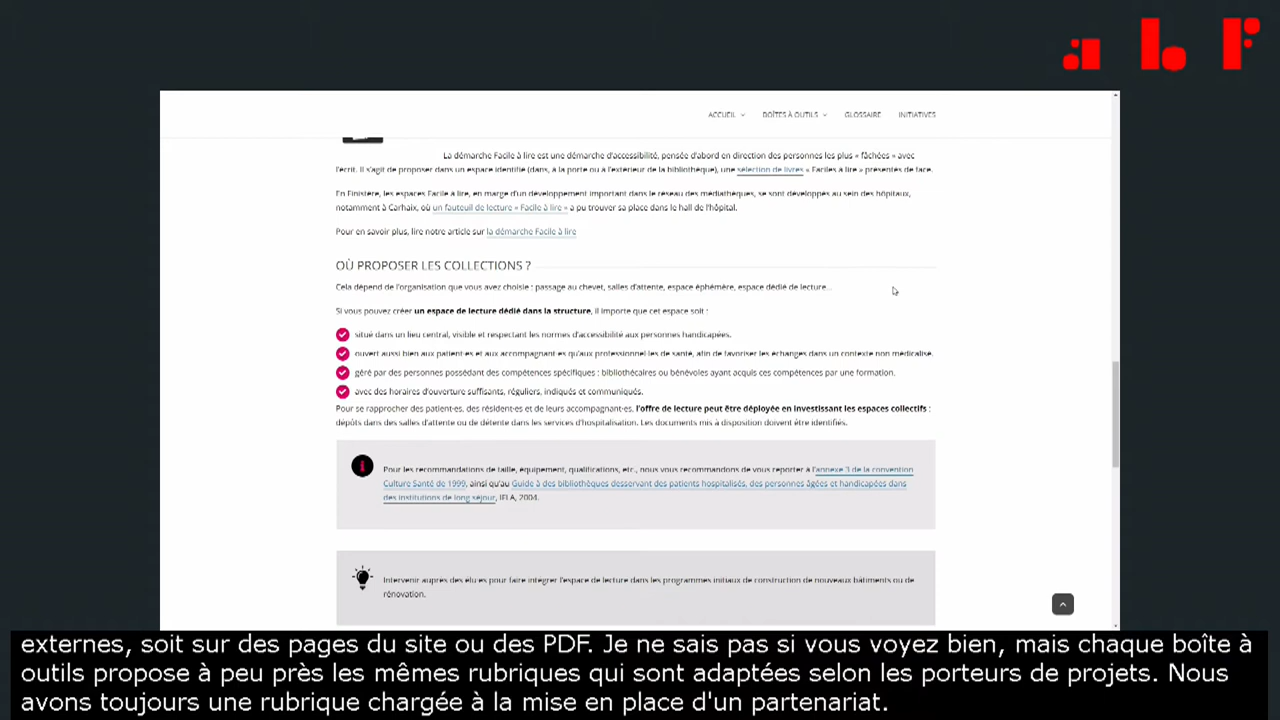 abf
ACCUEIL BOÎTES À OUTILS GLOSSAIRE INITIATIVES
La démarche Facile à lire est une démarche d'accessibilité, pensée d'abord en direction des personnes les plus « fâchées » avec
l'écrit. Il s'agit de proposer dans un espace identifié (dans, à la porte ou à l'extérieur de la bibliothèque), une sélection de livres « Faciles à lire » présentés de face.
En Finistère, les espaces Facile à lire, en marge d'un développement important dans le réseau des médiathèques, se sont développés au sein des hôpitaux,
notamment à Carhaix, où un fauteuil de lecture « Facile à lire » a pu trouver sa place dans le hall de l'hôpital.
Pour en savoir plus, lire notre article sur la démarche Facile à lire
OÙ PROPOSER LES COLLECTIONS ?
Cela dépend de l'organisation que vous avez choisie : passage au chevet, salles d'attente, espace éphémère, espace dédié de lecture...
Si vous pouvez créer un espace de lecture dédié dans la structure, il importe que cet espace soit :
situé dans un lieu central, visible et respectant les normes d'accessibilité aux personnes handicapées.
ouvert aussi bien aux patient·es et aux accompagnant·es qu'aux professionnel·les de santé, afin de favoriser les échanges dans un contexte non médicalisé.
géré par des personnes possédant des compétences spécifiques : bibliothécaires ou bénévoles ayant acquis ces compétences par une formation.
avec des horaires d'ouverture suffisants, réguliers, indiqués et communiqués.
Pour se rapprocher des patient·es, des résident·es et de leurs accompagnant·es, l'offre de lecture peut être déployée en investissant les espaces collectifs :
dépôts dans des salles d'attente ou de détente dans les services d'hospitalisation. Les documents mis à disposition doivent être identifiés.
Pour les recommandations de taille, équipement, qualifications, etc., nous vous recommandons de vous reporter à l'annexe 3 de la convention
Culture Santé de 1999, ainsi qu'au Guide à des bibliothèques desservant des patients hospitalisés, des personnes âgées et handicapées dans
des institutions de long séjour, IFLA, 2004.
Intervenir auprès des élu·es pour faire intégrer l'espace de lecture dans les programmes initiaux de construction de nouveaux bâtiments ou de
rénovation.
externes, soit sur des pages du site ou des PDF. Je ne sais pas si vous voyez bien, mais chaque boîte à
outils propose à peu près les mêmes rubriques qui sont adaptées selon les porteurs de projets. Nous
avons toujours une rubrique chargée à la mise en place d'un partenariat.